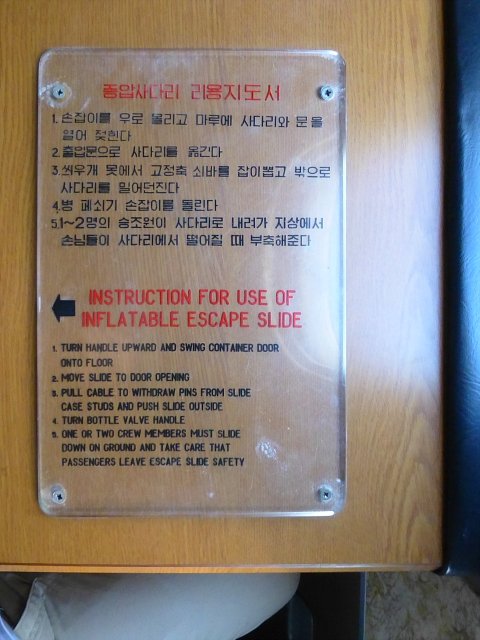 종압사다리 리용지도서
1. 손잡이를 우로 올리고 마루에 사다리와 문을
열어 젖힌다
2. 출입문으로 사다리를 옮긴다
3. 씌우개 못에서 고정축 쇠바를 잡이뽑고 밖으로
사다리를 밀어던진다
4. 병 페쇠기 손잡이를 돌린다
5. 1~2명의 승조원이 사다리로 내려가 지상에서
손님들이 사다리에서 떨어질 때 부축해준다
INSTRUCTION FOR USE OF
INFLATABLE ESCAPE SLIDE
1. TURN HANDLE UPWARD AND SWING CONTAINER DOOR
ONTO FLOOR
2. MOVE SLIDE TO DOOR OPENING
3. PULL CABLE TO WITHDRAW PINS FROM SLIDE
CASE STUDS AND PUSH SLIDE OUTSIDE
4. TURN BOTTLE VALVE HANDLE
5. ONE OR TWO CREW MEMBERS MUST SLIDE
DOWN ON GROUND AND TAKE CARE THAT
PASSENGERS LEAVE ESCAPE SLIDE SAFETY